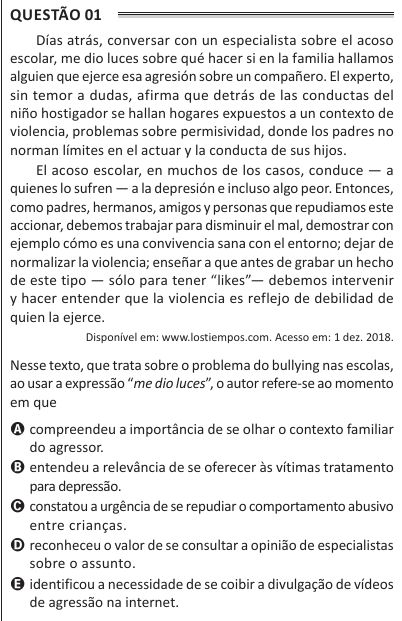 QUESTÃO 01
Días atrás, conversar con un especialista sobre el acoso
escolar, me dio luces sobre qué hacer si en la familia hallamos
alguien que ejerce esa agresión sobre un compañero. El experto,
sin temor a dudas, afirma que detrás de las conductas del
niño hostigador se hallan hogares expuestos a un contexto de
violencia, problemas sobre permisividad, donde los padres no
norman límites en el actuar y la conducta de sus hijos.
El acoso escolar, en muchos de los casos, conduce — a
quienes lo sufren — a la depresión e incluso algo peor. Entonces,
como padres, hermanos, amigos y personas que repudiamos este
accionar, debemos trabajar para disminuir el mal, demostrar con
ejemplo cómo es una convivencia sana con el entorno; dejar de
normalizar la violencia; enseñar a que antes de grabar un hecho
de este tipo — sólo para tener “likes”— debemos intervenir
y hacer entender que la violencia es reflejo de debilidad de
quien la ejerce.
Disponível em: www.lostiempos.com. Acesso em: 1 dez. 2018.
Nesse texto, que trata sobre o problema do bullying nas escolas,
ao usar a expressão “me dio luces”, o autor refere-se ao momento
em que
A compreendeu a importância de se olhar o contexto familiar
do agressor.
B entendeu a relevância de se oferecer às vítimas tratamento
para depressão.
C constatou a urgência de se repudiar o comportamento abusivo
entre crianças.
D reconheceu o valor de se consultar a opinião de especialistas
sobre o assunto.
E identificou a necessidade de se coibir a divulgação de vídeos
de agressão na internet.